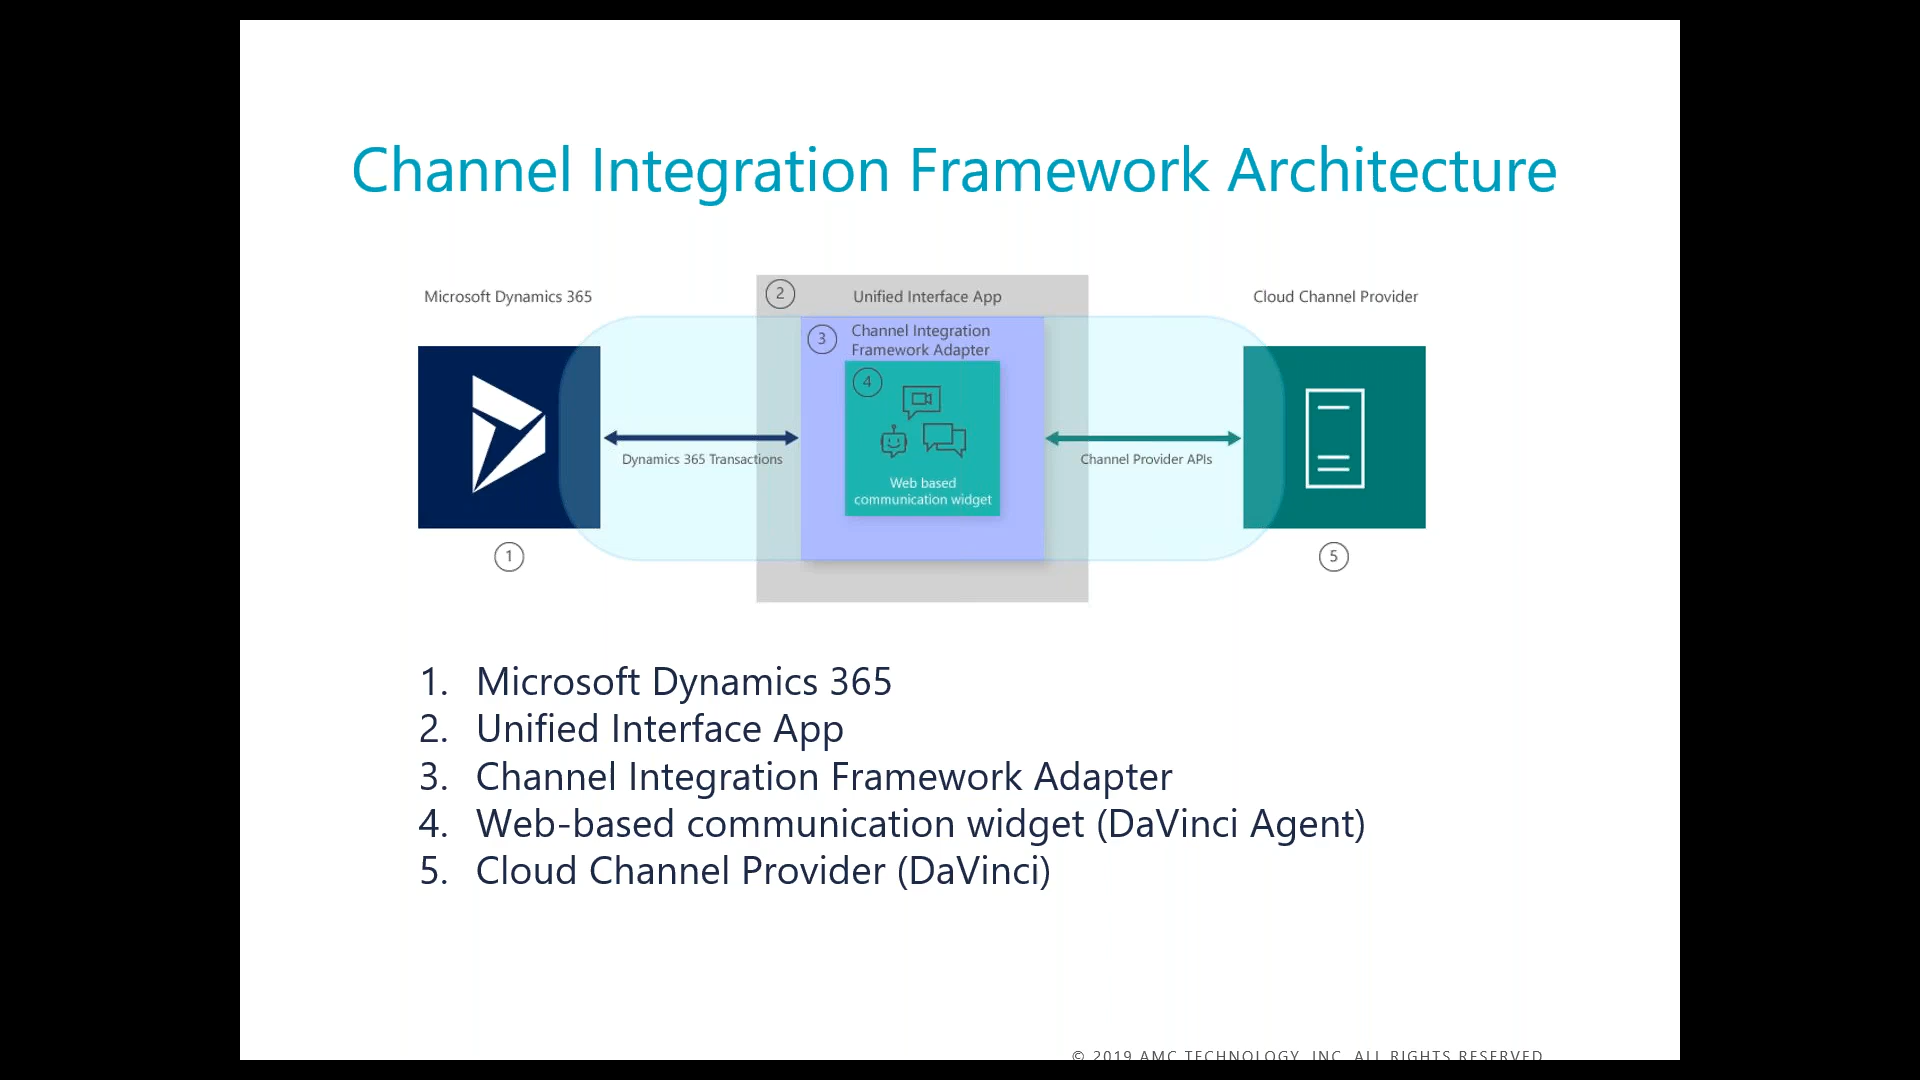 Channel Integration Framework Architecture
Microsoft Dynamics 365
2
Unified Interface App
Cloud Channel Provider
3
Channel Integration
Framework Adapter
4
Dynamics 365 Transactions
Channel Provider APIs
Web based
communication widget
1
5
1. Microsoft Dynamics 365
2. Unified Interface App
3. Channel Integration Framework Adapter
4. Web-based communication widget (DaVinci Agent)
5. Cloud Channel Provider (DaVinci)
© 2019 AMC TECHNOLOGY, INC. ALL RIGHTS RESERVED